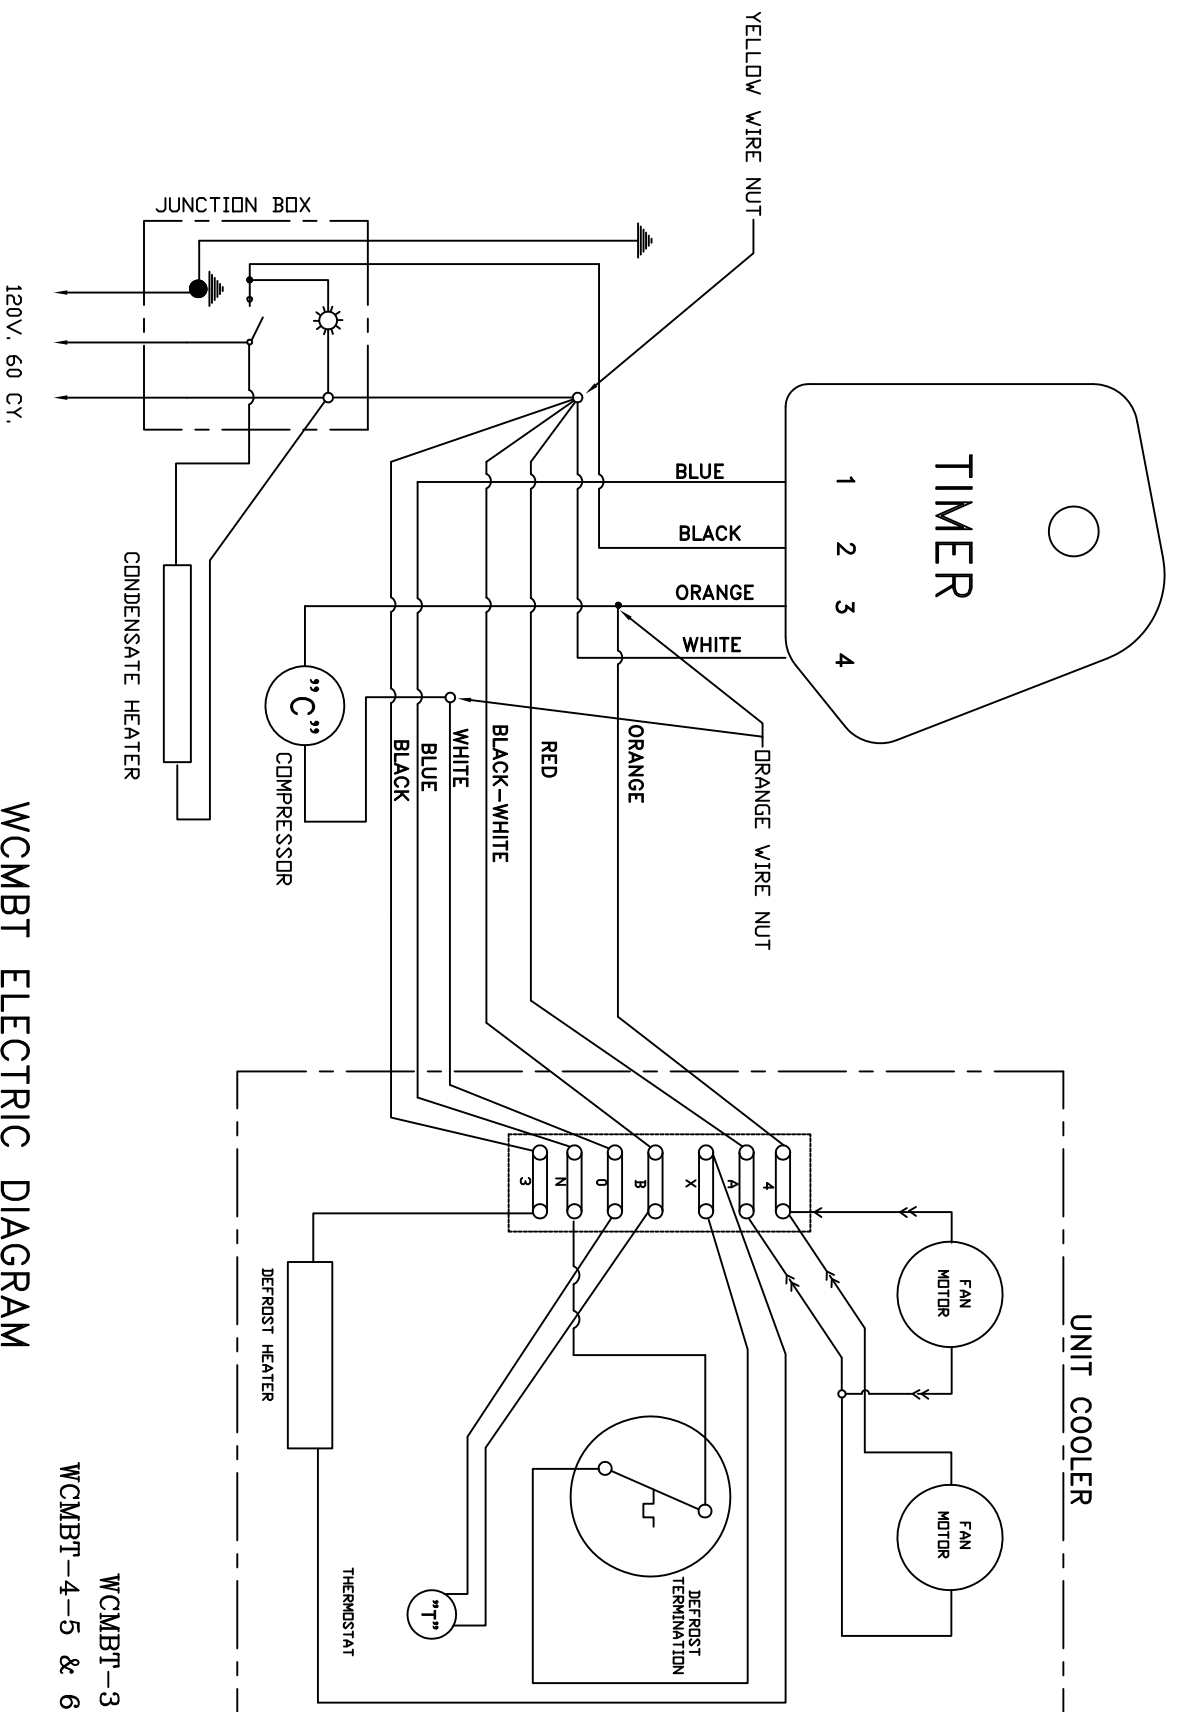 YELLOW WIRE NUT
TIMER
1
2
3
4
BLUE
BLACK
ORANGE
WHITE
ORANGE WIRE NUT
JUNCTION BOX
120V. 60 CY.
CONDENSATE HEATER
"C"
COMPRESSOR
ORANGE
RED
BLACK-WHITE
WHITE
BLUE
BLACK
UNIT COOLER
4
A
X
B
0
N
3
FAN
MOTOR
FAN
MOTOR
DEFROST
TERMINATION
DEFROST HEATER
"T"
THERMOSTAT
WCMBT ELECTRIC DIAGRAM
WCMBT-3
WCMBT-4-5 & 6